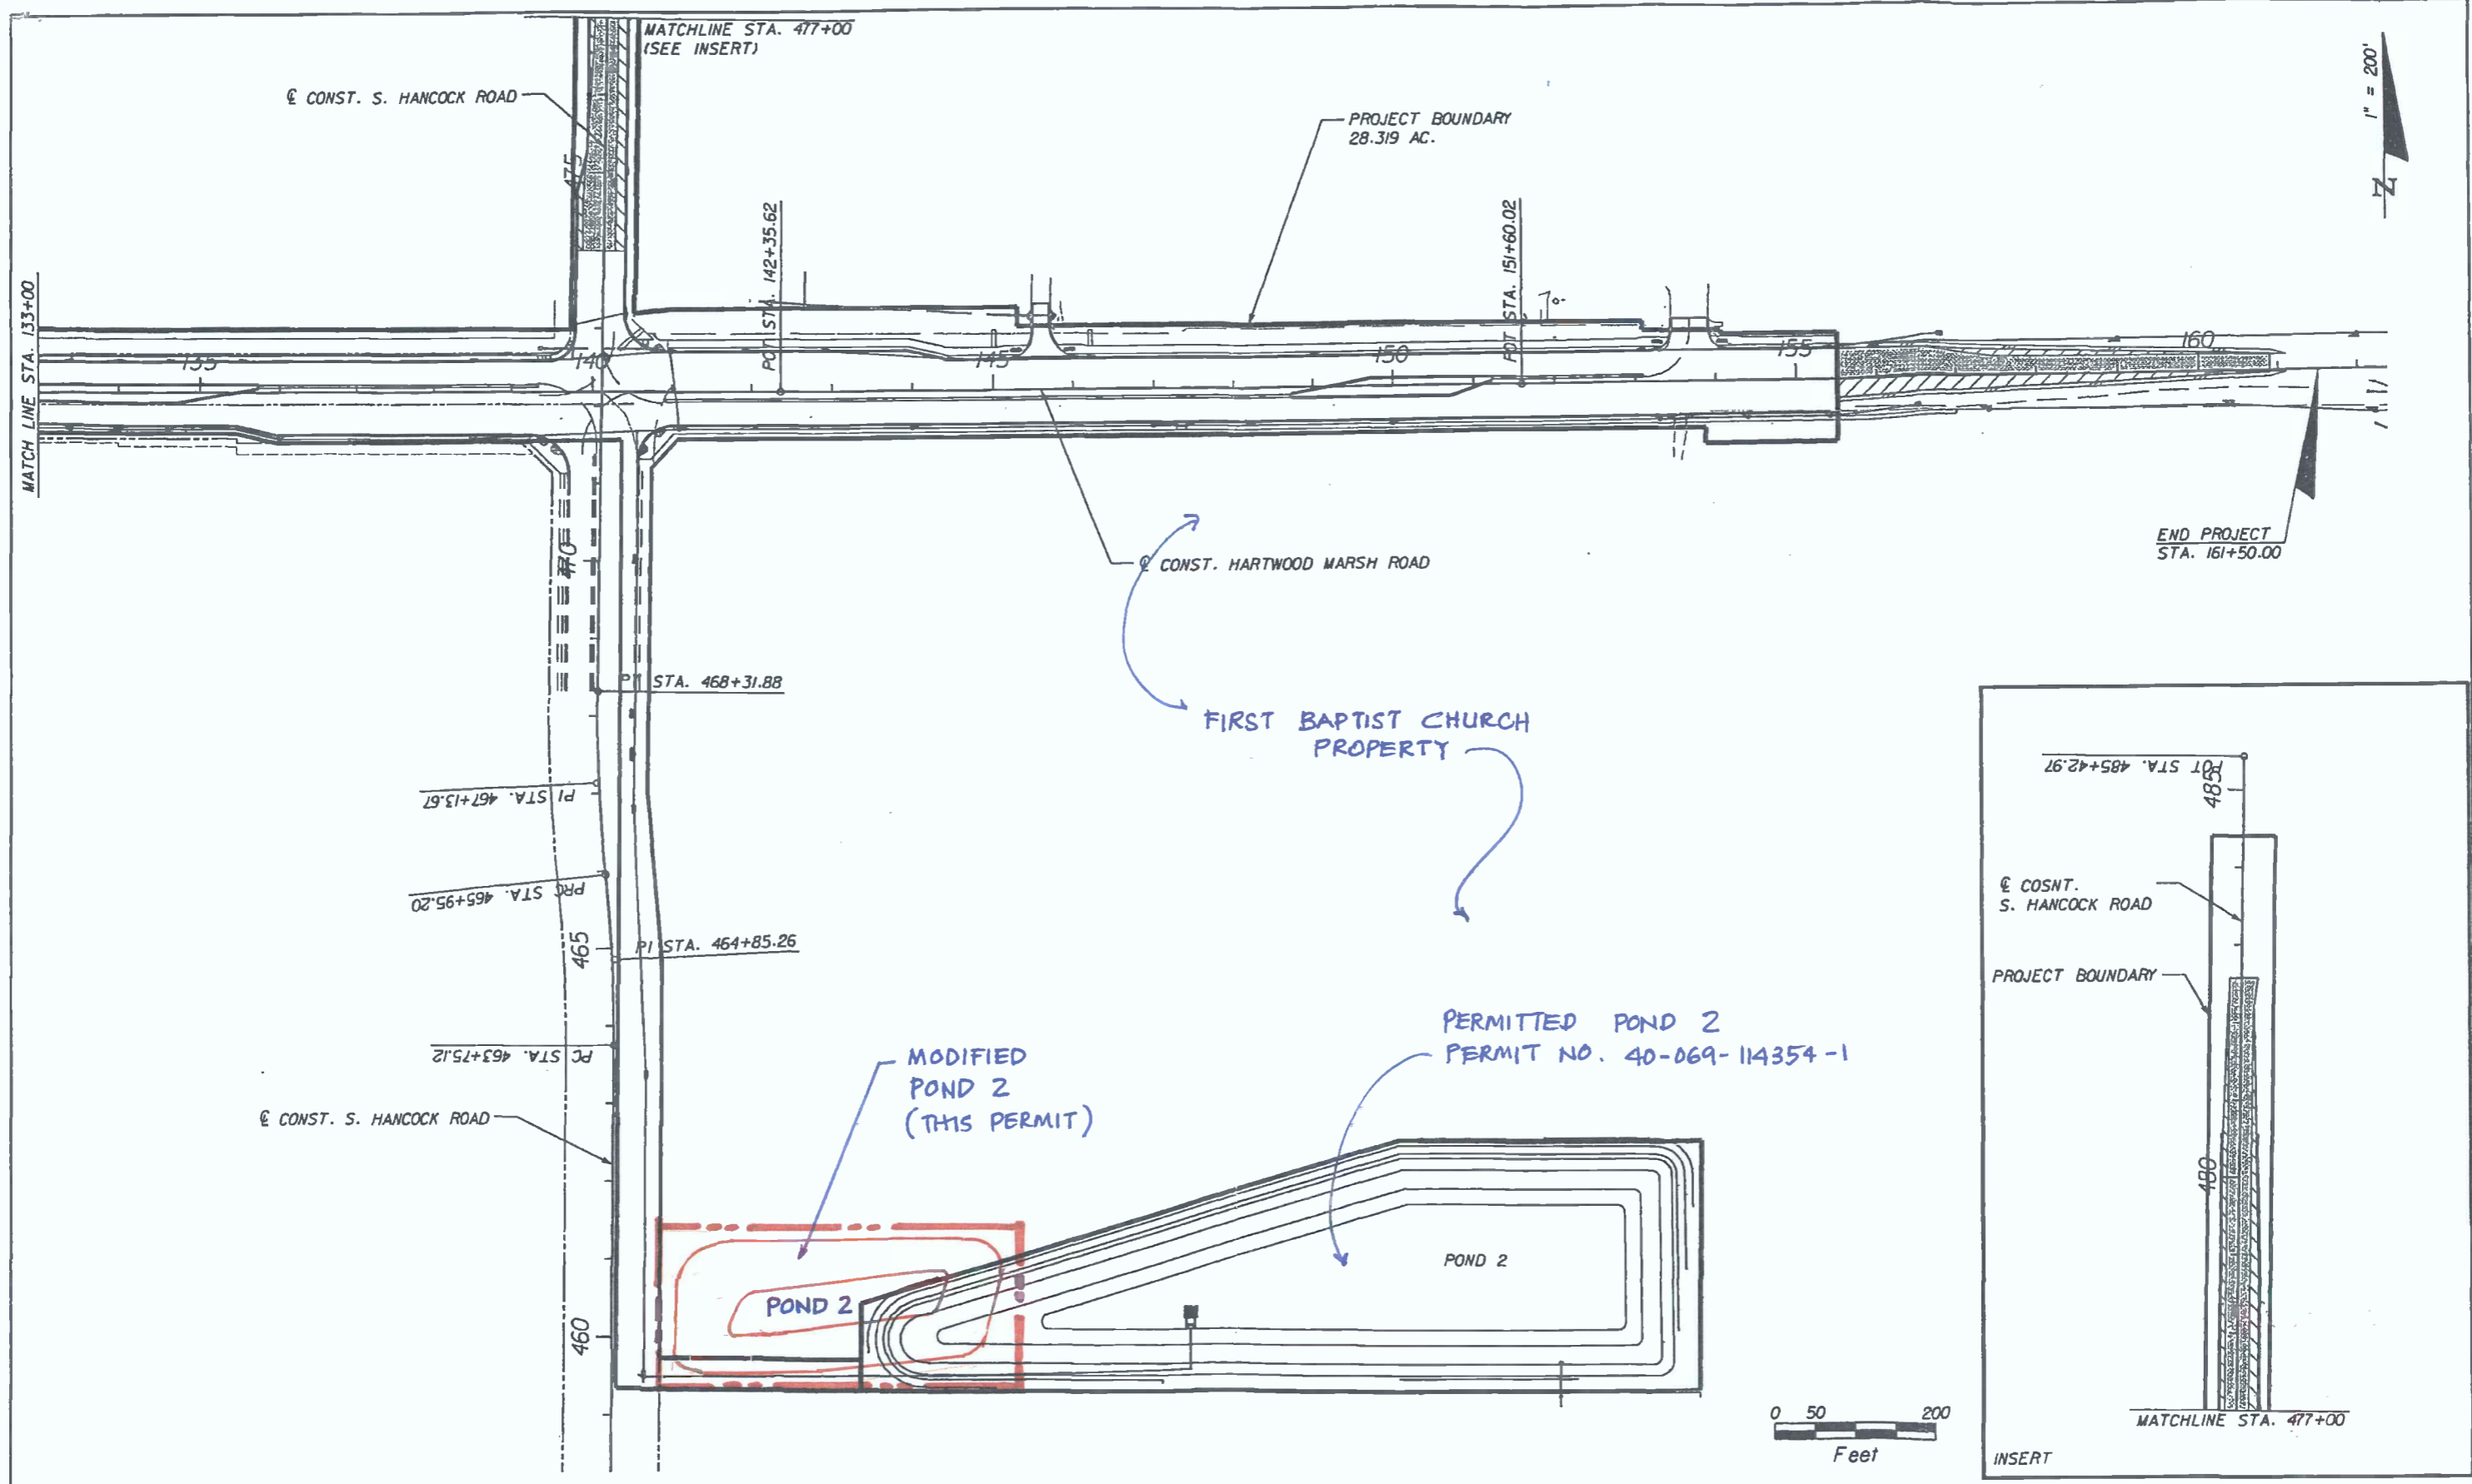 MATCHLINE STA. 477+00
(SEE INSERT)
℄ CONST. S. HANCOCK ROAD
PROJECT BOUNDARY
28.319 AC.
1" = 200'
N
475
POT STA. 142+35.62
POT STA. 151+60.02
MATCH LINE STA. 133+00
135
140
145
150
155
160
END PROJECT
STA. 161+50.00
℄ CONST. HARTWOOD MARSH ROAD
470
PT STA. 468+31.88
FIRST BAPTIST CHURCH
PROPERTY
PI STA. 467+13.67
PRC STA. 465+95.20
465
PI STA. 464+85.26
PC STA. 463+75.12
MODIFIED
POND 2
(THIS PERMIT)
PERMITTED POND 2
PERMIT NO. 40-069-114354-1
℄ CONST. S. HANCOCK ROAD
POND 2
POND 2
460
0 50 200
Feet
POT STA. 485+42.97
485
℄ COSNT.
S. HANCOCK ROAD
PROJECT BOUNDARY
480
MATCHLINE STA. 477+00
INSERT